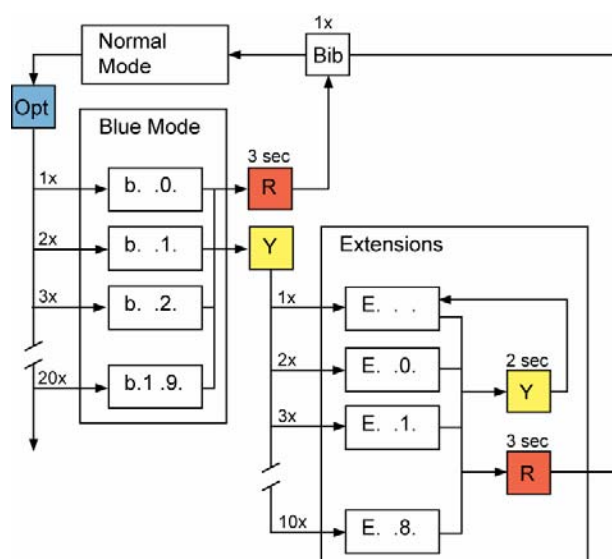 1x
Normal
Mode
Bib
Opt
Blue Mode
3 sec
1x
b. .0.
R
2x
b. .1.
Y
Extensions
3x
b. .2.
1x
E. . .
2x
E. .0.
2 sec
Y
20x
b.1 .9.
3x
E. .1.
3 sec
R
10x
E. .8.